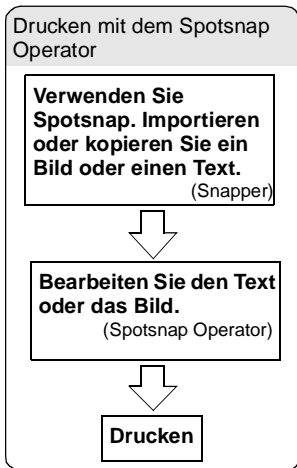 Drucken mit dem Spotsnap
Operator
Verwenden Sie
Spotsnap. Importieren
oder kopieren Sie ein
Bild oder einen Text.
(Snapper)
Bearbeiten Sie den Text
oder das Bild.
(Spotsnap Operator)
Drucken